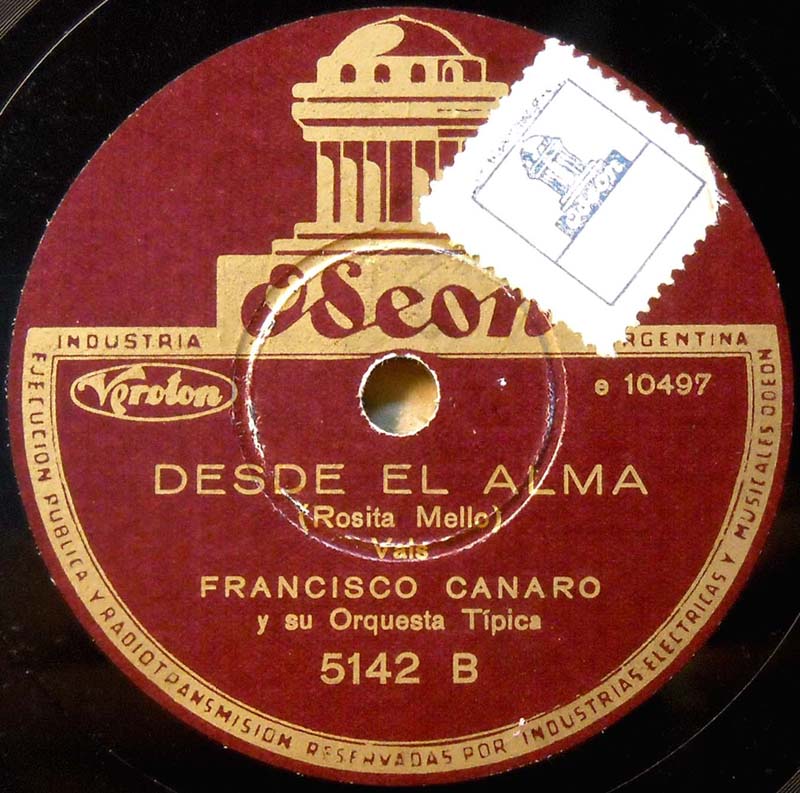 Odeon
INDUSTRIA
ARGENTINA
Veroton
e 10497
DESDE EL ALMA
(Rosita Mello)
Vals
FRANCISCO CANARO
y su Orquesta Típica
5142 B
EJECUCION PUBLICA Y RADIOTRANSMISION RESERVADAS POR INDUSTRIAS ELECTRICAS Y MUSICALES ODEON